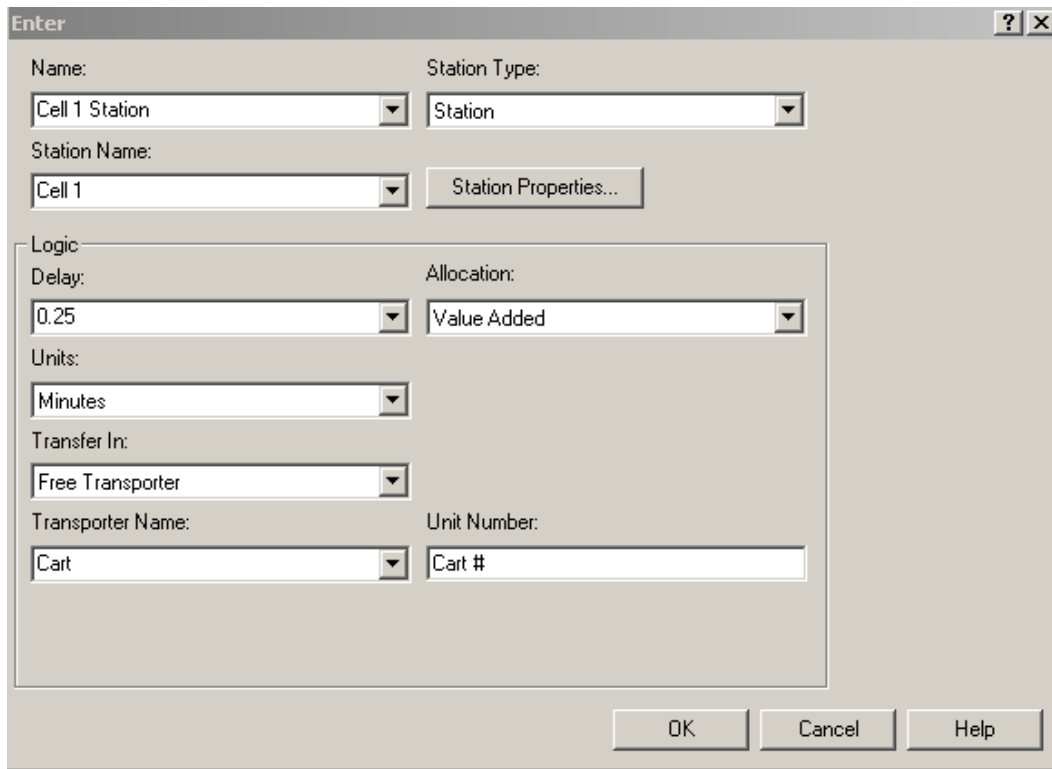 Enter
Name:
Station Type:
Cell 1 Station
Station
Station Name:
Cell 1
Station Properties...
Logic
Delay:
Allocation:
0.25
Value Added
Units:
Minutes
Transfer In:
Free Transporter
Transporter Name:
Unit Number:
Cart
Cart #
OK
Cancel
Help